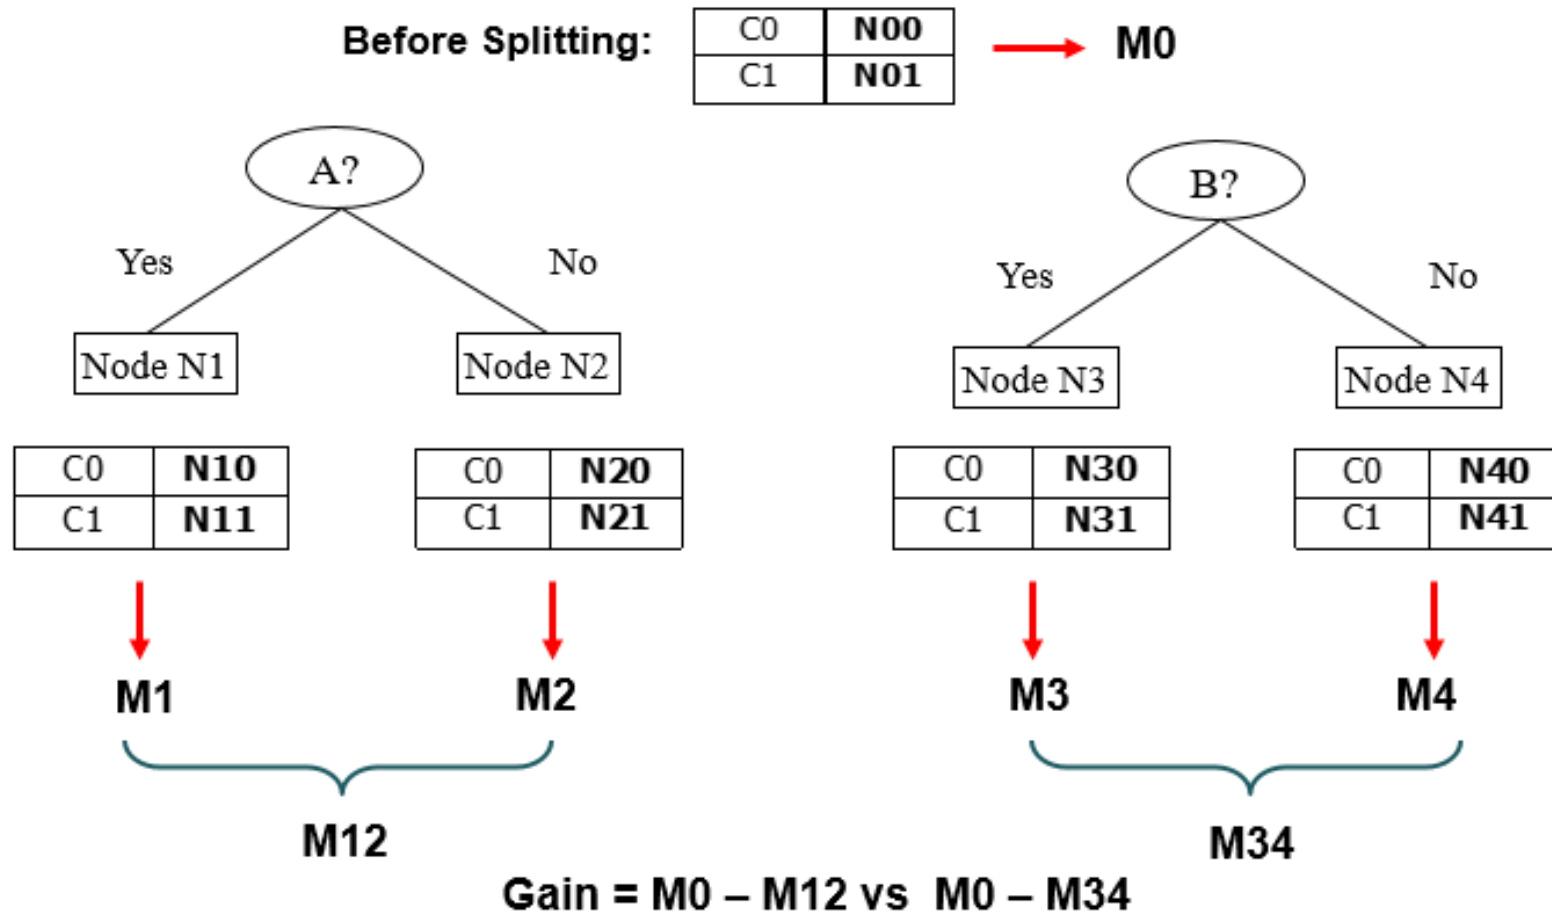 Before Splitting:
C0 N00
C1 N01
M0
A?
Yes
No
Node N1
Node N2
C0 N10
C1 N11
C0 N20
C1 N21
M1
M2
M12
B?
Yes
No
Node N3
Node N4
C0 N30
C1 N31
C0 N40
C1 N41
M3
M4
M34
Gain = M0 – M12 vs M0 – M34